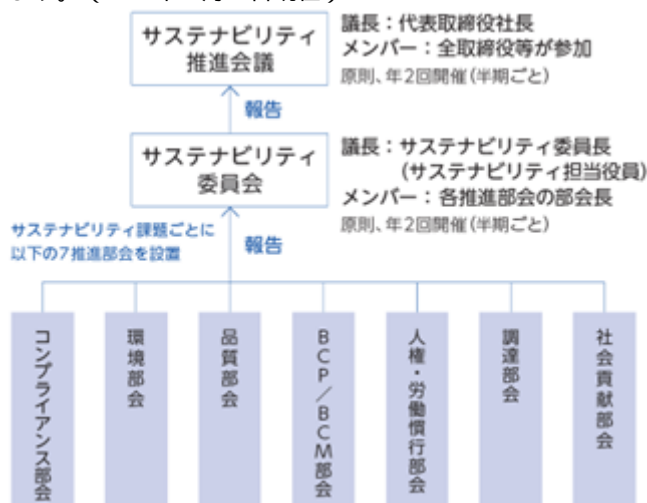 サステナビリティ
推進会議
議長：代表取締役社長
メンバー：全取締役等が参加
原則、年2回開催(半期ごと)
報告
サステナビリティ
委員会
議長：サステナビリティ委員長
(サステナビリティ担当役員)
メンバー：各推進部会の部会長
原則、年2回開催(半期ごと)
サステナビリティ課題ごとに
以下の7推進部会を設置
報告
コンプライアンス部会
環境部会
品質部会
BCP/BCM部会
人権・労働慣行部会
調達部会
社会貢献部会